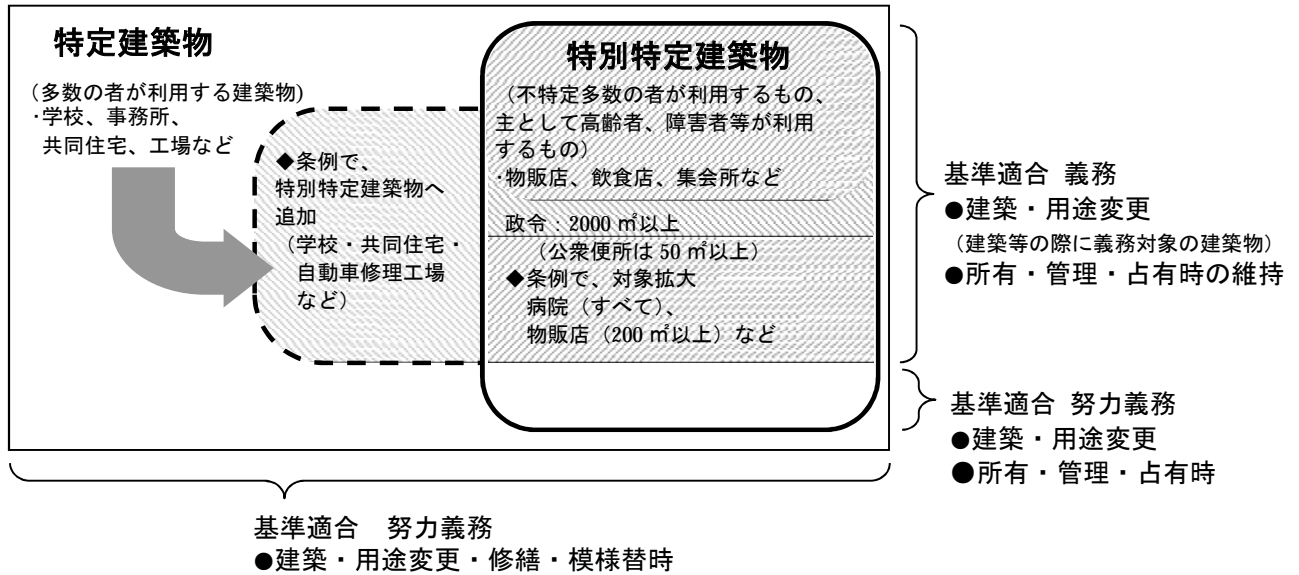 特定建築物
（多数の者が利用する建築物）
・学校、事務所、
共同住宅、工場など
◆条例で、
特別特定建築物へ
追加
（学校・共同住宅・
自動車修理工場
など）
特別特定建築物
（不特定多数の者が利用するもの、
主として高齢者、障害者等が利用
するもの）
・物販店、飲食店、集会所など
政令：2000 ㎡以上
（公衆便所は 50 ㎡以上）
◆条例で、対象拡大
病院（すべて）、
物販店（200 ㎡以上）など
基準適合 義務
●建築・用途変更
（建築等の際に義務対象の建築物）
●所有・管理・占有時の維持
基準適合 努力義務
●建築・用途変更
●所有・管理・占有時
基準適合　努力義務
●建築・用途変更・修繕・模様替時